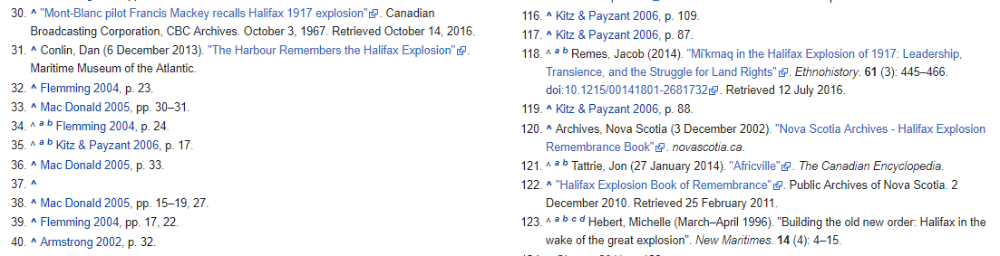 30. ^ "Mont-Blanc pilot Francis Mackey recalls Halifax 1917 explosion". Canadian
Broadcasting Corporation, CBC Archives. October 3, 1967. Retrieved October 14, 2016.
31. ^ Conlin, Dan (6 December 2013). "The Harbour Remembers the Halifax Explosion".
Maritime Museum of the Atlantic.
32. ^ Flemming 2004, p. 23.
33. ^ Mac Donald 2005, pp. 30–31.
34. ^ a b Flemming 2004, p. 24.
35. ^ a b Kitz & Payzant 2006, p. 17.
36. ^ Mac Donald 2005, p. 33.
37. ^
38. ^ Mac Donald 2005, pp. 15–19, 27.
39. ^ Flemming 2004, pp. 17, 22.
40. ^ Armstrong 2002, p. 32.
116. ^ Kitz & Payzant 2006, p. 109.
117. ^ Kitz & Payzant 2006, p. 87.
118. ^ a b Remes, Jacob (2014). "Mi'kmaq in the Halifax Explosion of 1917: Leadership,
Transience, and the Struggle for Land Rights". Ethnohistory. 61 (3): 445–466.
doi:10.1215/00141801-2681732. Retrieved 12 July 2016.
119. ^ Kitz & Payzant 2006, p. 88.
120. ^ Archives, Nova Scotia (3 December 2002). "Nova Scotia Archives - Halifax Explosion
Remembrance Book". novascotia.ca.
121. ^ a b Tattrie, Jon (27 January 2014). "Africville". The Canadian Encyclopedia.
122. ^ "Halifax Explosion Book of Remembrance". Public Archives of Nova Scotia. 2
December 2010. Retrieved 25 February 2011.
123. ^ a b c d Hebert, Michelle (March–April 1996). "Building the old new order: Halifax in the
wake of the great explosion". New Maritimes. 14 (4): 4–15.